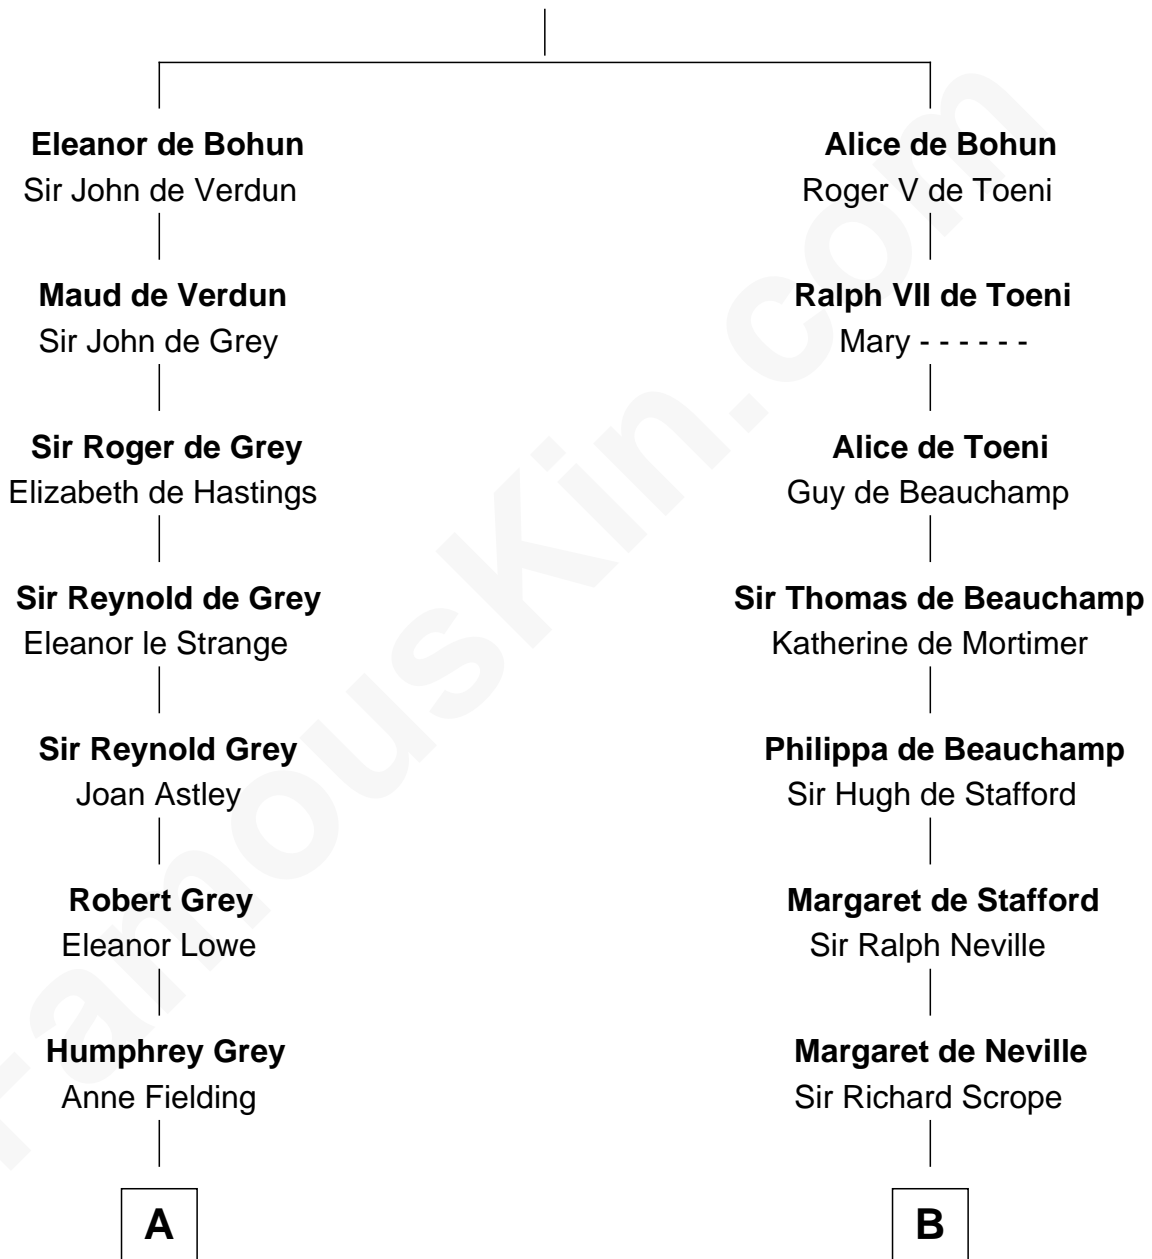 Eleanor de Bohun
Sir John de Verdun
Alice de Bohun
Roger V de Toeni
Maud de Verdun
Sir John de Grey
Ralph VII de Toeni
Mary - - - - - -
Sir Roger de Grey
Elizabeth de Hastings
Alice de Toeni
Guy de Beauchamp
Sir Reynold de Grey
Eleanor le Strange
Sir Thomas de Beauchamp
Katherine de Mortimer
Sir Reynold Grey
Joan Astley
Philippa de Beauchamp
Sir Hugh de Stafford
Robert Grey
Eleanor Lowe
Margaret de Stafford
Sir Ralph Neville
Humphrey Grey
Anne Fielding
Margaret de Neville
Sir Richard Scrope
A
B
FamousKin.com